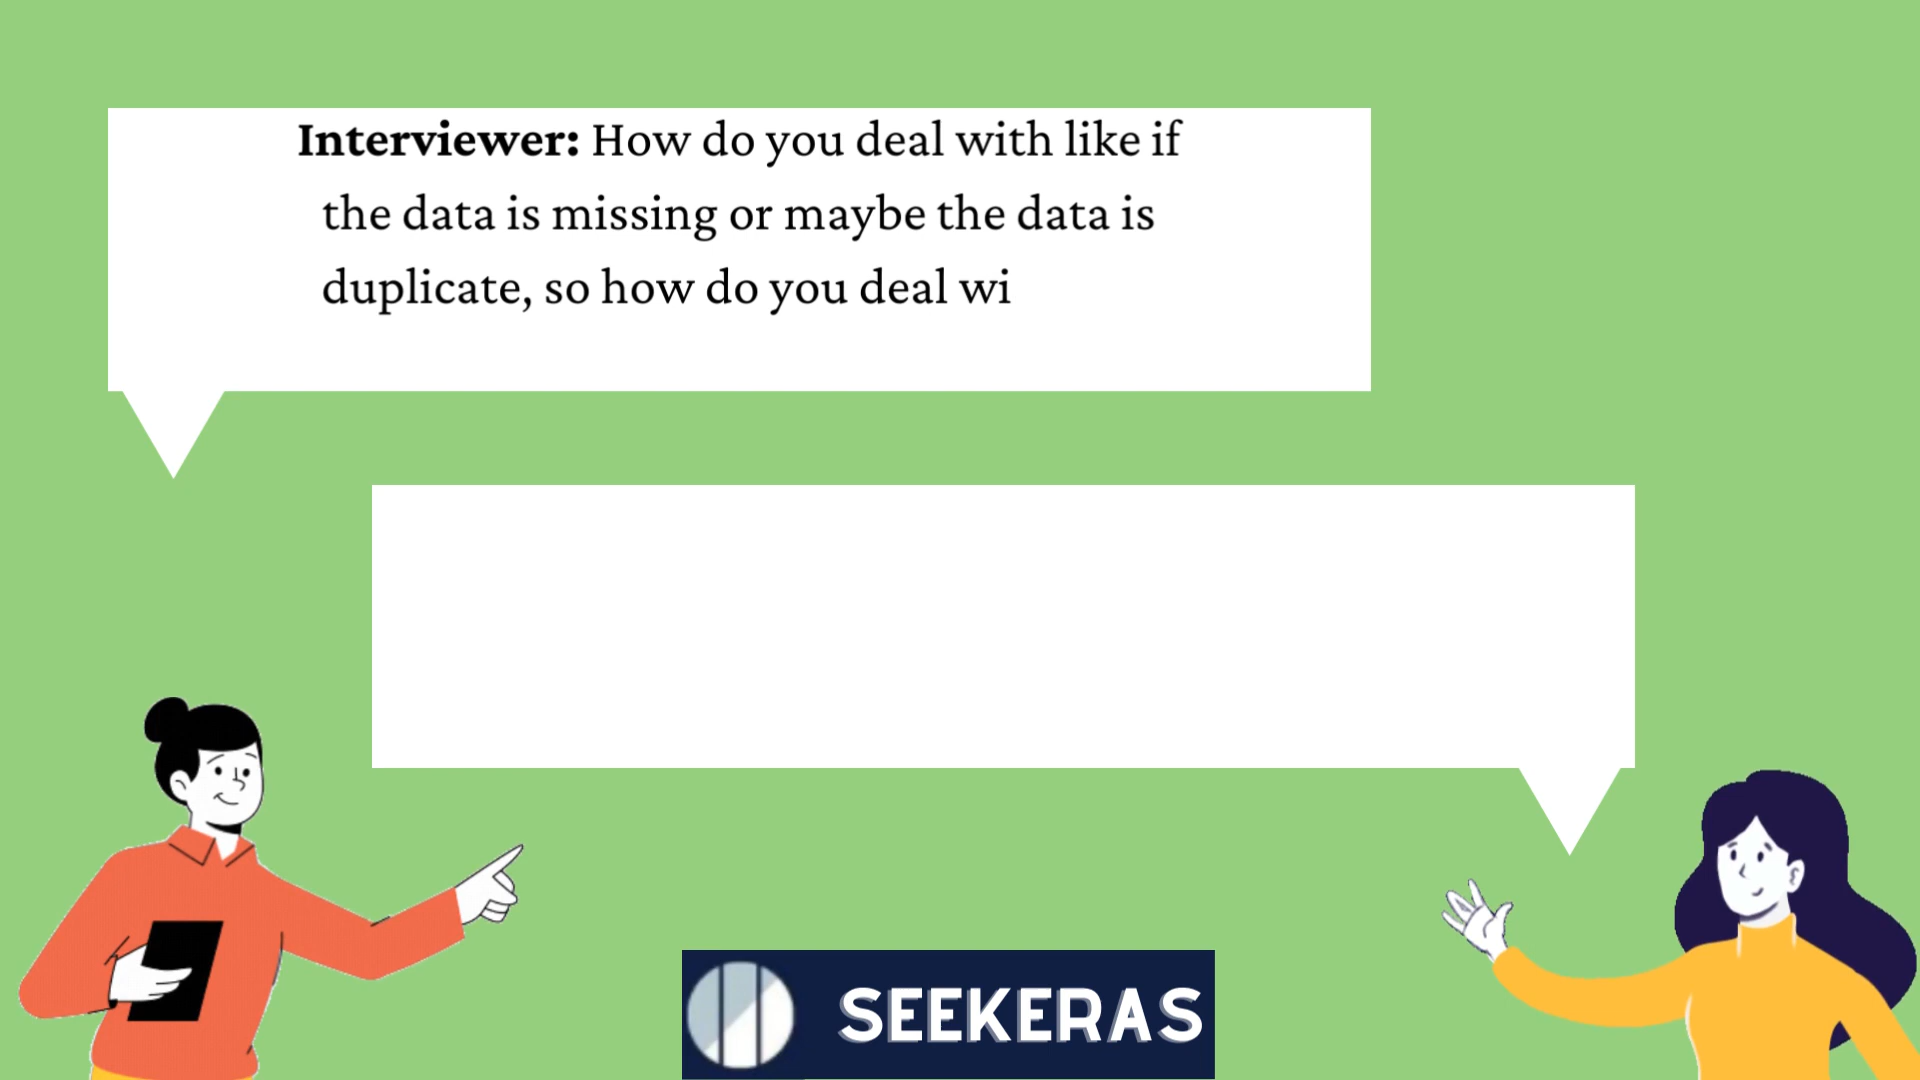 Interviewer: How do you deal with like if
the data is missing or maybe the data is
duplicate, so how do you deal wi
SEEKERAS